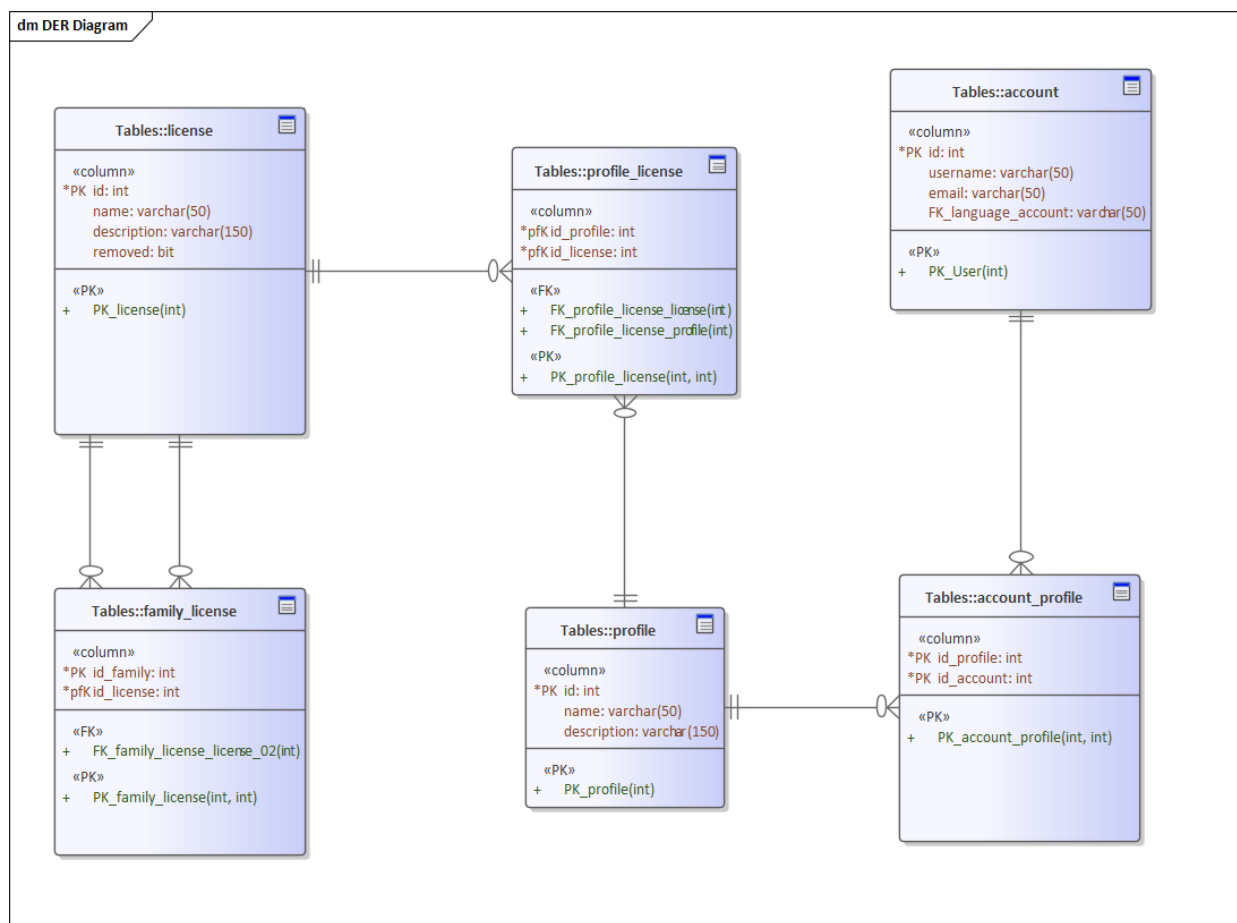 dm DER Diagram
Tables::license
«column»
*PK id: int
name: varchar(50)
description: varchar(150)
removed: bit
«PK»
+ PK_license(int)
Tables::profile_license
«column»
*pfK id_profile: int
*pfK id_license: int
«FK»
+ FK_profile_license_license(int)
+ FK_profile_license_profile(int)
«PK»
+ PK_profile_license(int, int)
Tables::account
«column»
*PK id: int
username: varchar(50)
email: varchar(50)
FK_language_account: varchar(50)
«PK»
+ PK_User(int)
Tables::family_license
«column»
*PK id_family: int
*pfK id_license: int
«FK»
+ FK_family_license_license_02(int)
«PK»
+ PK_family_license(int, int)
Tables::profile
«column»
*PK id: int
name: varchar(50)
description: varchar(150)
«PK»
+ PK_profile(int)
Tables::account_profile
«column»
*PK id_profile: int
*PK id_account: int
«PK»
+ PK_account_profile(int, int)